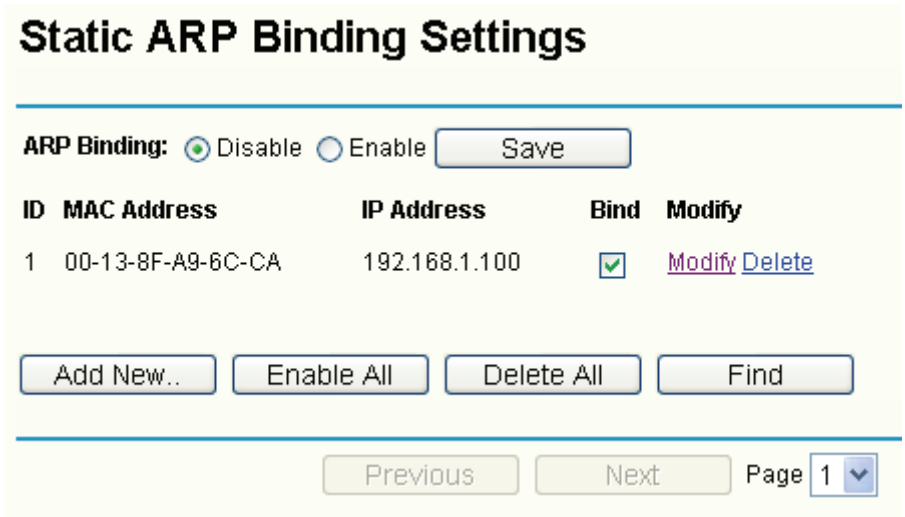 Static ARP Binding Settings
ARP Binding: Disable Enable Save
ID MAC Address IP Address Bind Modify
1 00-13-8F-A9-6C-CA 192.168.1.100 Modify Delete
Add New.. Enable All Delete All Find
Previous Next Page 1